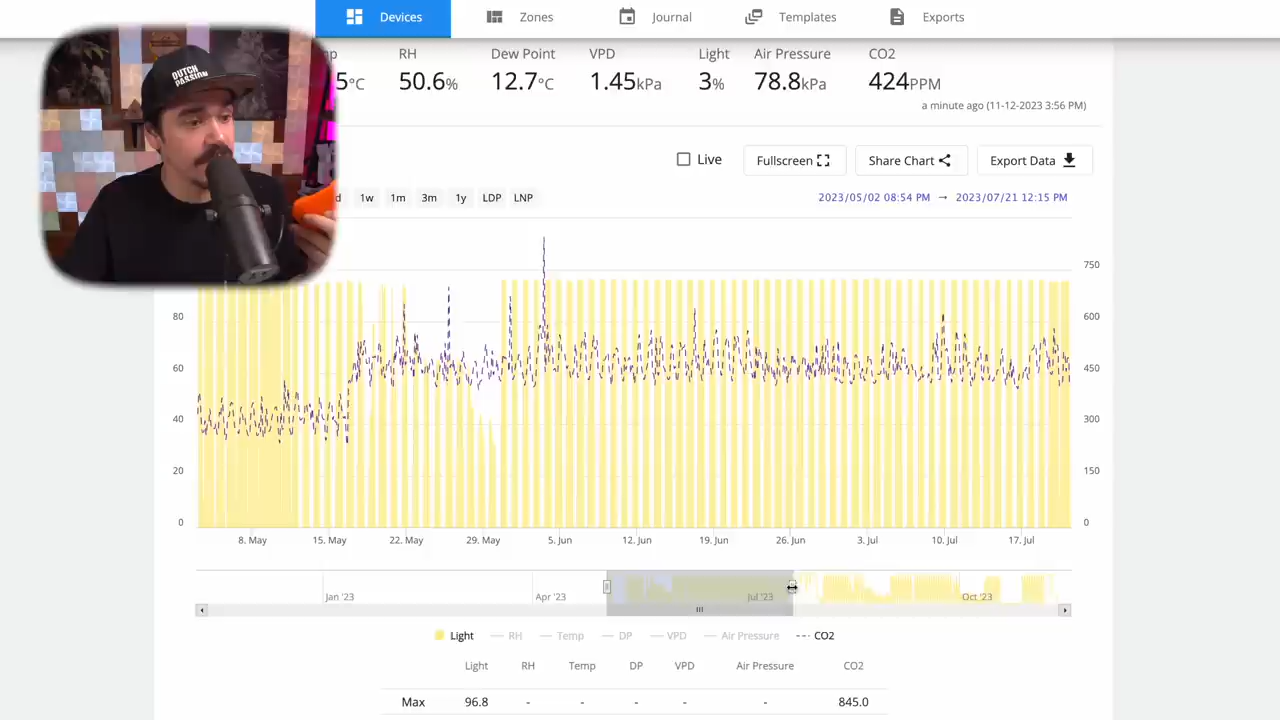 Devices Zones Journal Templates Exports
RH Dew Point VPD Light Air Pressure CO2
5°C 50.6% 12.7°C 1.45kPa 3% 78.8kPa 424PPM
a minute ago (11-12-2023 3:56 PM)
DUTCH
PASSION
Live Fullscreen Share Chart Export Data
d 1w 1m 3m 1y LDP LNP 2023/05/02 08:54 PM → 2023/07/21 12:15 PM
750
80 600
60 450
40 300
20 150
0 0
8. May 15. May 22. May 29. May 5. Jun 12. Jun 19. Jun 26. Jun 3. Jul 10. Jul 17. Jul
Jan '23 Apr '23 Jul '23 Oct '23
Light RH Temp DP VPD Air Pressure CO2
Light RH Temp DP VPD Air Pressure CO2
Max 96.8 - - - - - 845.0